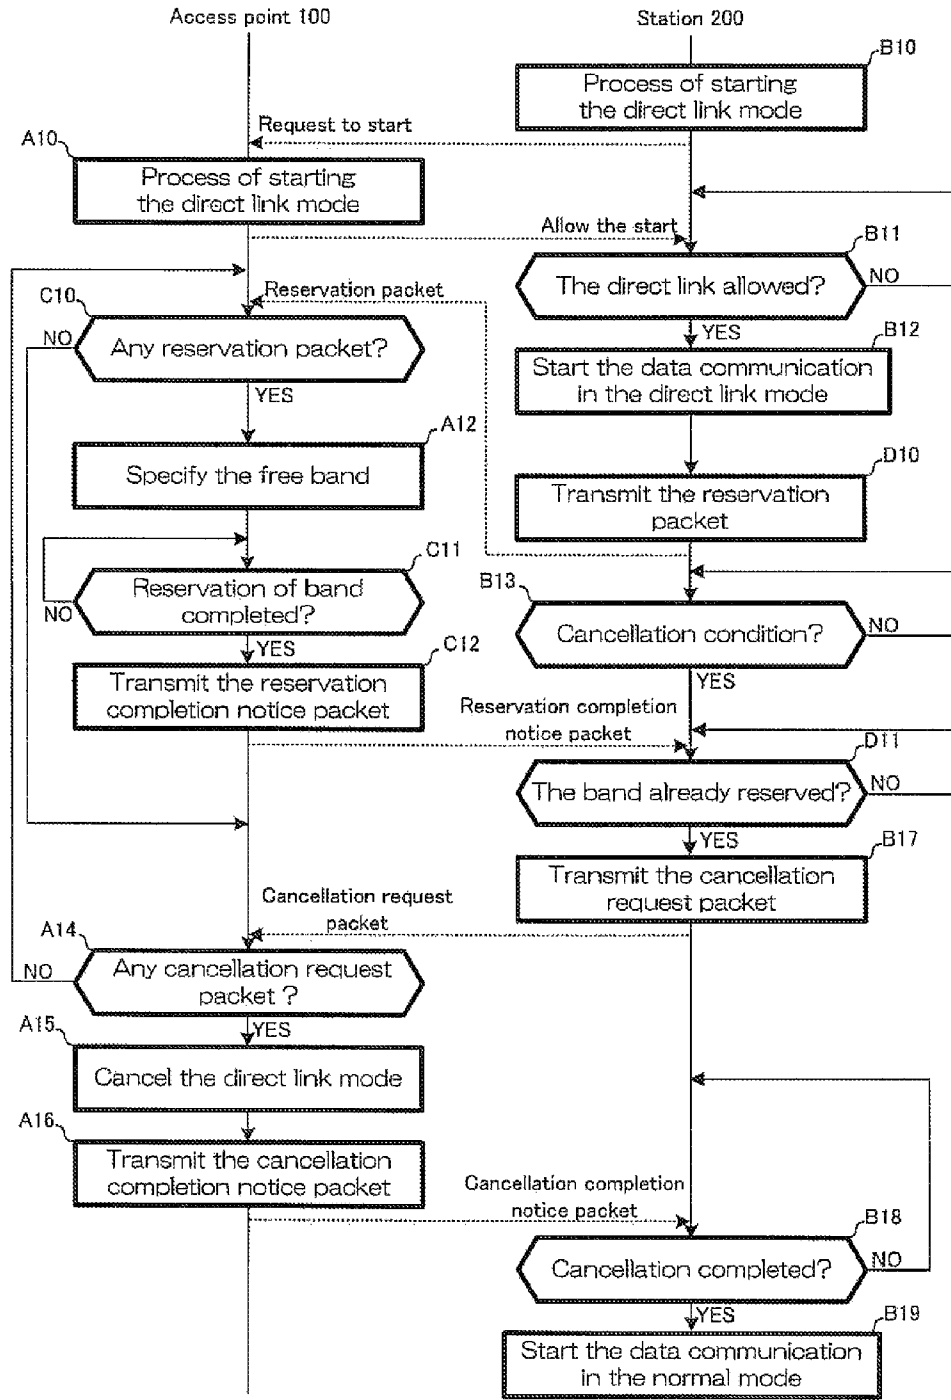 Access point 100
Station 200
B10
Process of starting
the direct link mode
Request to start
A10
Process of starting
the direct link mode
Allow the start
B11
The direct link allowed?
NO
Reservation packet
C10
NO
Any reservation packet?
YES
YES
B12
Start the data communication
in the direct link mode
A12
Specify the free band
D10
Transmit the reservation
packet
C11
Reservation of band
completed?
NO
B13
Cancellation condition?
NO
YES
C12
Transmit the reservation
completion notice packet
YES
Reservation completion
notice packet
D11
The band already reserved?
NO
YES
B17
Transmit the cancellation
request packet
Cancellation request
packet
A14
NO
Any cancellation request
packet ?
YES
A15
Cancel the direct link mode
A16
Transmit the cancellation
completion notice packet
Cancellation completion
notice packet
B18
Cancellation completed?
NO
YES
B19
Start the data communication
in the normal mode